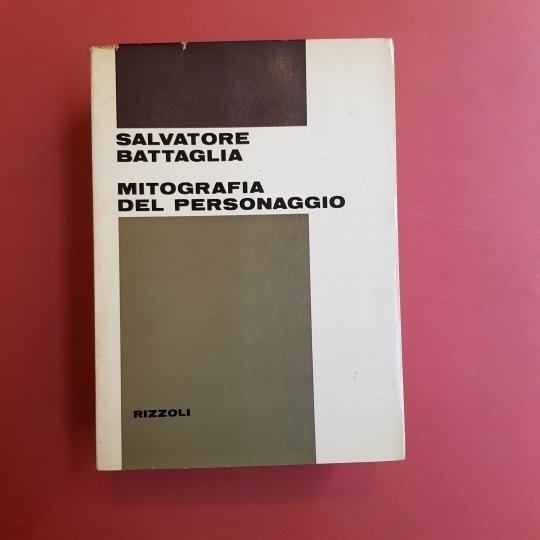 SALVATORE
BATTAGLIA
MITOGRAFIA
DEL PERSONAGGIO
RIZZOLI